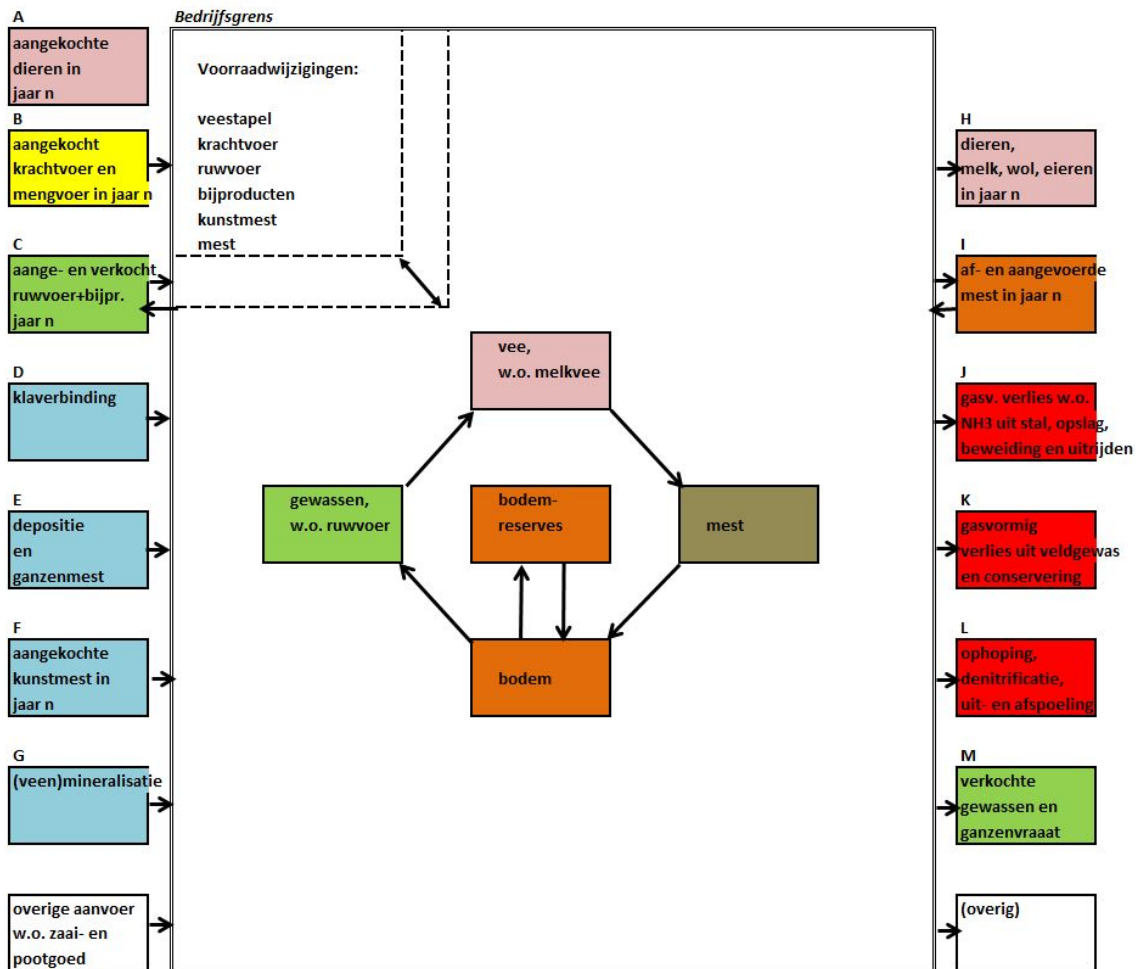 A
aangekochte
dieren in
jaar n
B
aangekocht
krachtvoer en
mengvoer in jaar n
C
aange- en verkocht
ruwvoer+bijpr.
jaar n
D
klaverbinding
E
depositie
en
ganzenmest
F
aangekochte
kunstmest in
jaar n
G
(veen)mineralisatie
overige aanvoer
w.o. zaai- en
pootgoed
Bedrijfsgrens
Voorraadwijzigingen:
veestapel
krachtvoer
ruwvoer
bijproducten
kunstmest
mest
vee,
w.o. melkvee
gewassen,
w.o. ruwvoer
bodem-
reserves
mest
bodem
H
dieren,
melk, wol, eieren
in jaar n
I
af- en aangevoerde
mest in jaar n
J
gasv. verlies w.o.
NH3 uit stal, opslag,
beweiding en uitrijden
K
gasvormig
verlies uit veldgewas
en conservering
L
ophoping,
denitrificatie,
uit- en afspoeling
M
verkochte
gewassen en
ganzenvraaat
(overig)